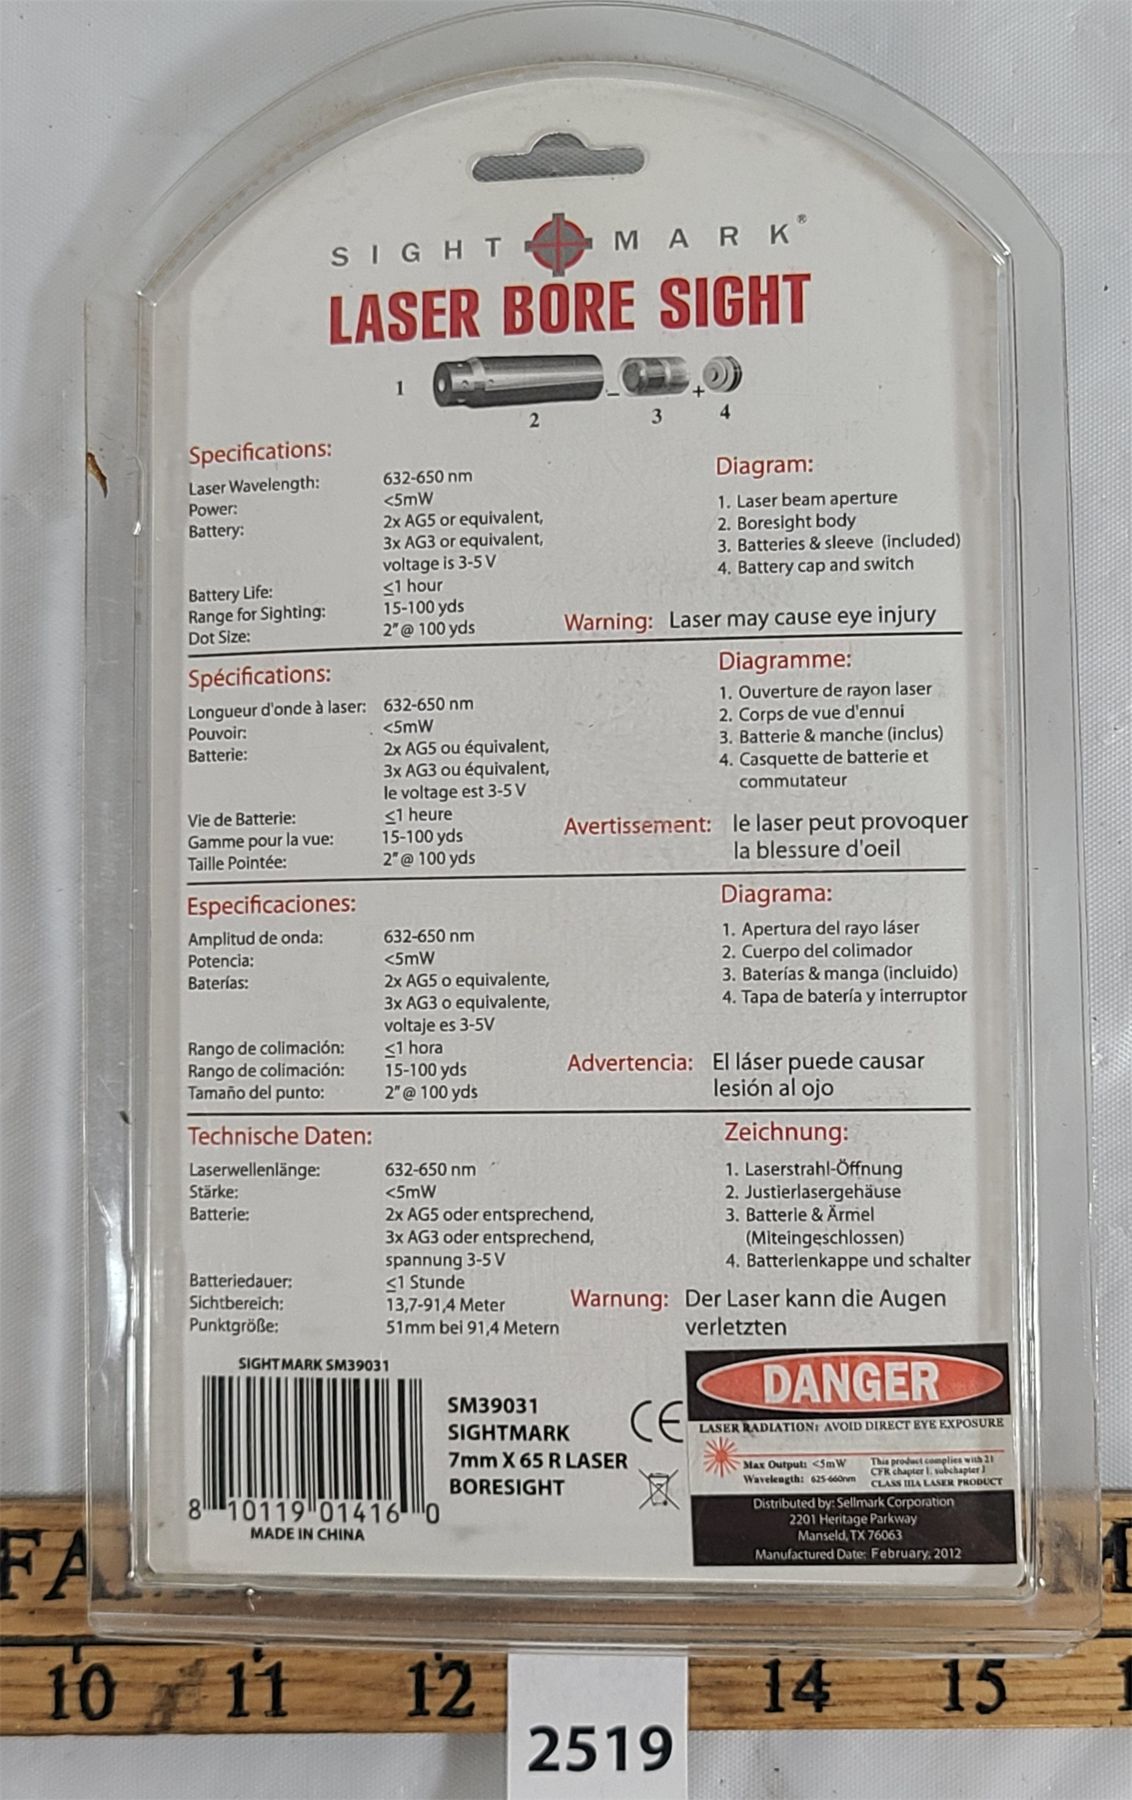 SIGHT MARK®
LASER BORE SIGHT
1
2
3
4
– +
Specifications:
Laser Wavelength: 632-650 nm
Power: <5mW
Battery: 2x AG5 or equivalent,
3x AG3 or equivalent,
voltage is 3-5 V
Battery Life: ≤1 hour
Range for Sighting: 15-100 yds
Dot Size: 2"@ 100 yds
Diagram:
1. Laser beam aperture
2. Boresight body
3. Batteries & sleeve (included)
4. Battery cap and switch
Warning: Laser may cause eye injury
Spécifications:
Longueur d'onde à laser: 632-650 nm
Pouvoir: <5mW
Batterie: 2x AG5 ou équivalent,
3x AG3 ou équivalent,
le voltage est 3-5 V
Vie de Batterie: ≤1 heure
Gamme pour la vue: 15-100 yds
Taille Pointée: 2"@ 100 yds
Diagramme:
1. Ouverture de rayon laser
2. Corps de vue d'ennui
3. Batterie & manche (inclus)
4. Casquette de batterie et
commutateur
Avertissement: le laser peut provoquer
la blessure d'oeil
Especificaciones:
Amplitud de onda: 632-650 nm
Potencia: <5mW
Baterías: 2x AG5 o equivalente,
3x AG3 o equivalente,
voltaje es 3-5V
Rango de colimación: ≤1 hora
Rango de colimación: 15-100 yds
Tamaño del punto: 2"@ 100 yds
Diagrama:
1. Apertura del rayo láser
2. Cuerpo del colimador
3. Baterías & manga (incluido)
4. Tapa de batería y interruptor
Advertencia: El láser puede causar
lesión al ojo
Technische Daten:
Laserwellenlänge: 632-650 nm
Stärke: <5mW
Batterie: 2x AG5 oder entsprechend,
3x AG3 oder entsprechend,
spannung 3-5 V
Batteriedauer: ≤1 Stunde
Sichtbereich: 13,7-91,4 Meter
Punktgröße: 51mm bei 91,4 Metern
Zeichnung:
1. Laserstrahl-Öffnung
2. Justierlasergehäuse
3. Batterie & Ärmel
(Miteingeschlossen)
4. Batterienkappe und schalter
Warnung: Der Laser kann die Augen
verletzten
SIGHTMARK SM39031
8 10119 01416 0
MADE IN CHINA
SM39031
SIGHTMARK
7mm X 65 R LASER
BORESIGHT
CE
DANGER
LASER RADIATION: AVOID DIRECT EYE EXPOSURE
Max Output: <5mW
Wavelength: 625-660nm
This product complies with 21
CFR chapter I, subchapter J
CLASS IIIA LASER PRODUCT
Distributed by: Sellmark Corporation
2201 Heritage Parkway
Manseld, TX 76063
Manufactured Date: February, 2012
FA
10 11 12 14 15
2519